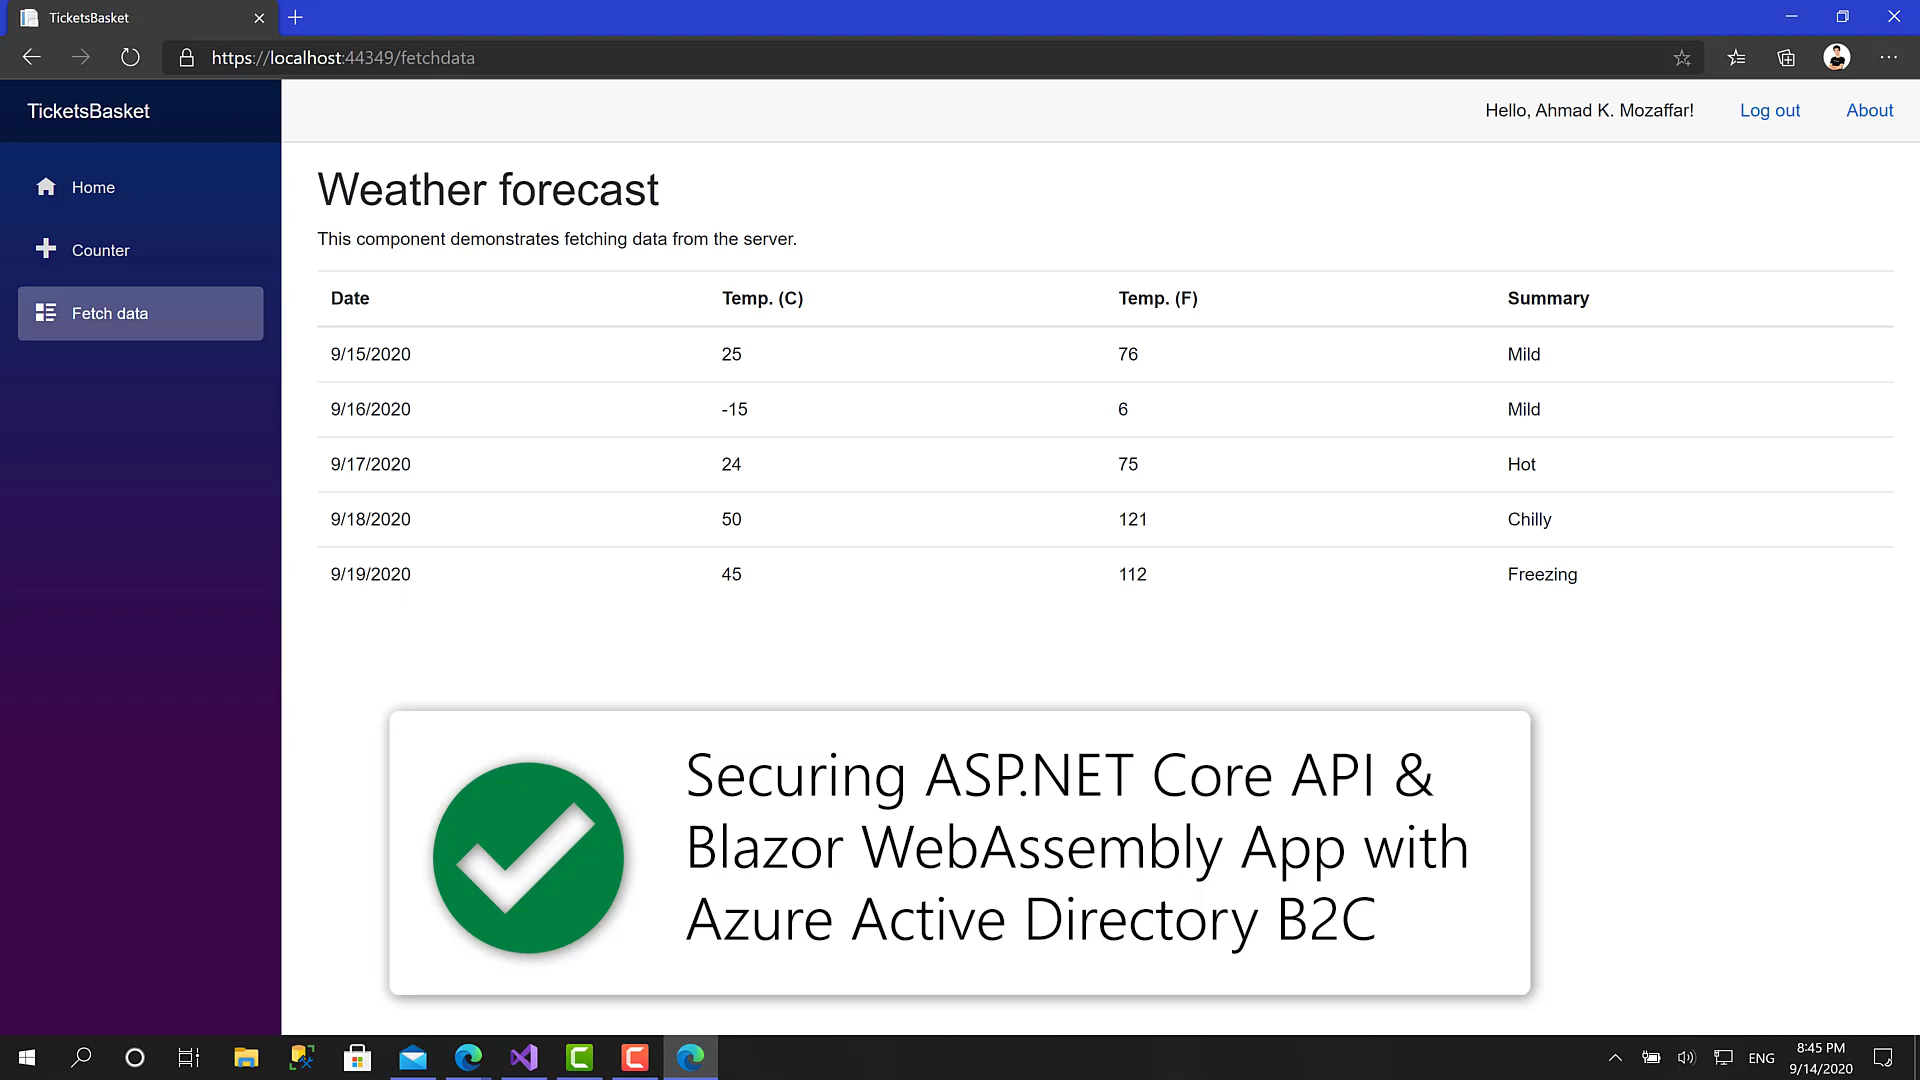 TicketsBasket
https://localhost:44349/fetchdata
TicketsBasket
Hello, Ahmad K. Mozaffar!
Log out
About
Home
Counter
Fetch data
Weather forecast
This component demonstrates fetching data from the server.
Date Temp. (C) Temp. (F) Summary
9/15/2020 25 76 Mild
9/16/2020 -15 6 Mild
9/17/2020 24 75 Hot
9/18/2020 50 121 Chilly
9/19/2020 45 112 Freezing
Securing ASP.NET Core API &
Blazor WebAssembly App with
Azure Active Directory B2C
ENG
8:45 PM
9/14/2020